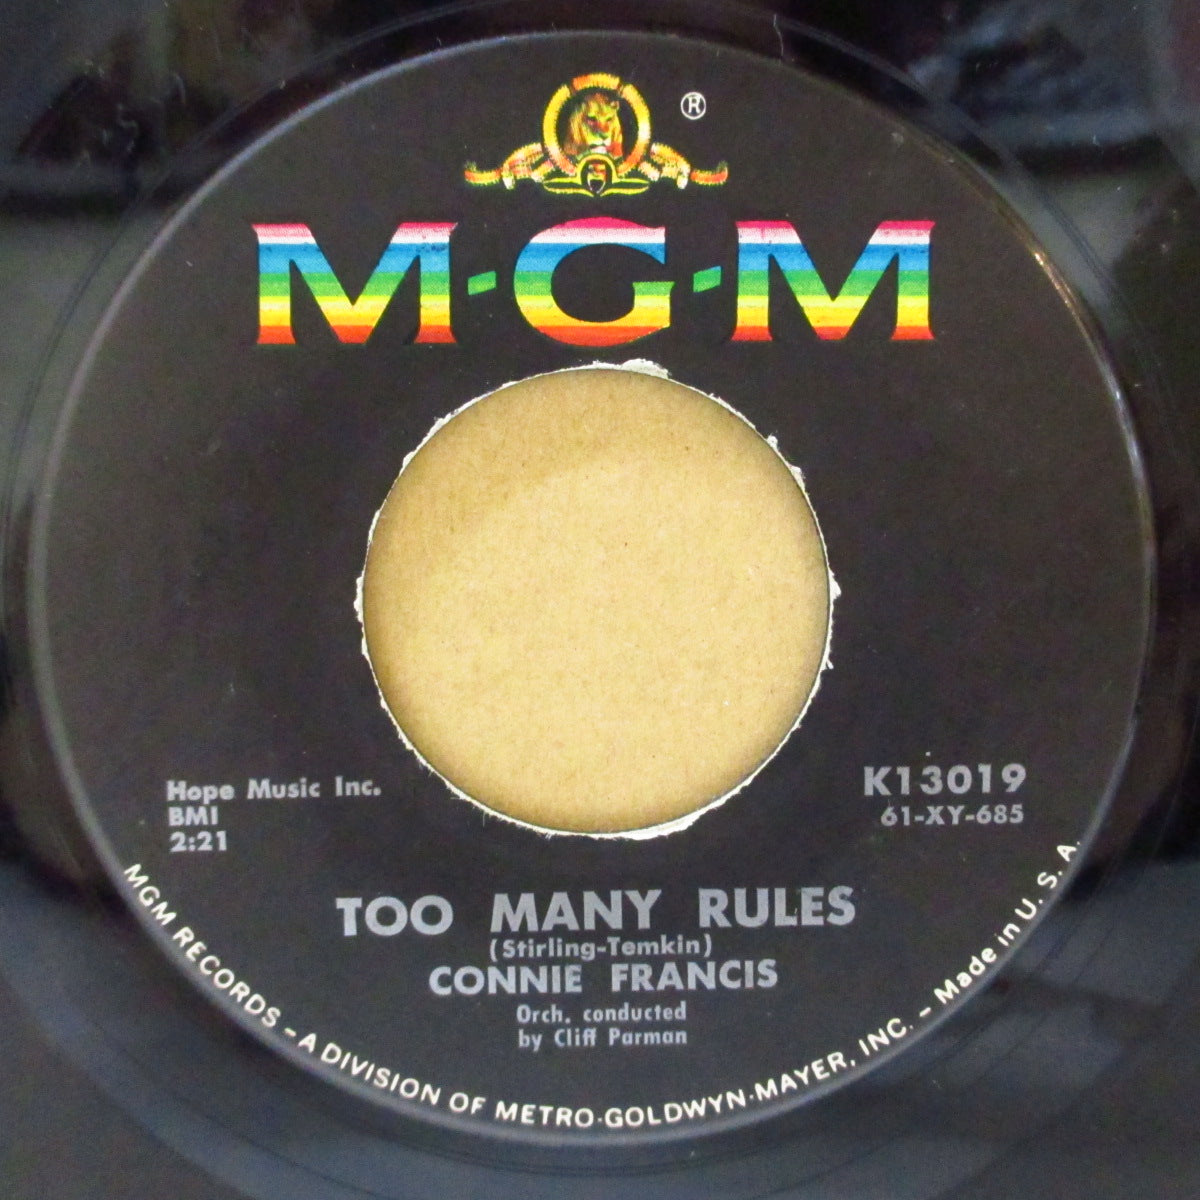 ®
M-G-M
Hope Music Inc.
BMI
2:21
K13019
61-XY-685
TOO MANY RULES
(Stirling-Temkin)
CONNIE FRANCIS
Orch. conducted
by Cliff Parman
MGM RECORDS – A DIVISION OF METRO-GOLDWYN-MAYER, INC. – Made in U. S. A.